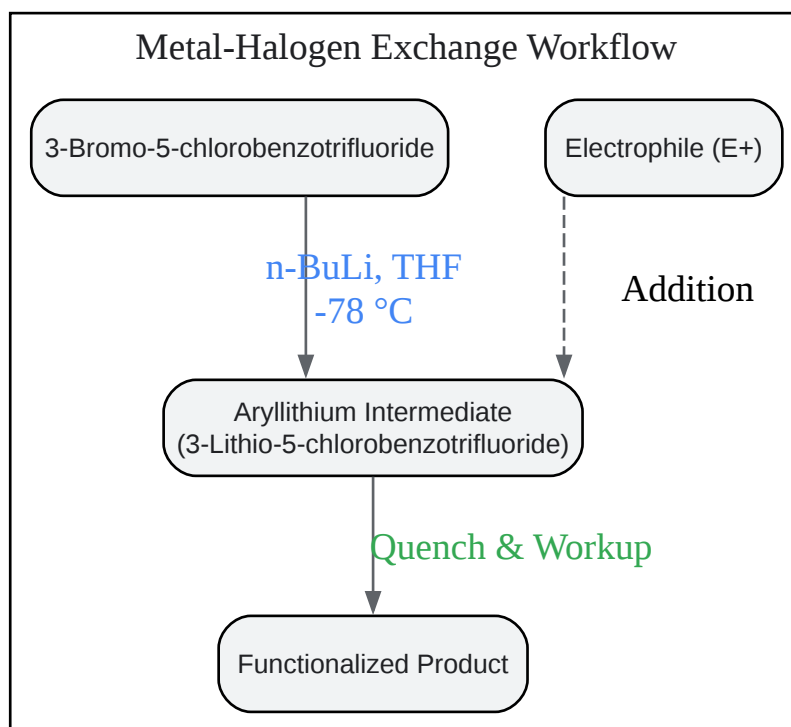 Metal-Halogen Exchange Workflow
3-Bromo-5-chlorobenzotrifluoride
Electrophile (E+)
n-BuLi, THF
-78 °C
Addition
Aryllithium Intermediate
(3-Lithio-5-chlorobenzotrifluoride)
Quench & Workup
Functionalized Product